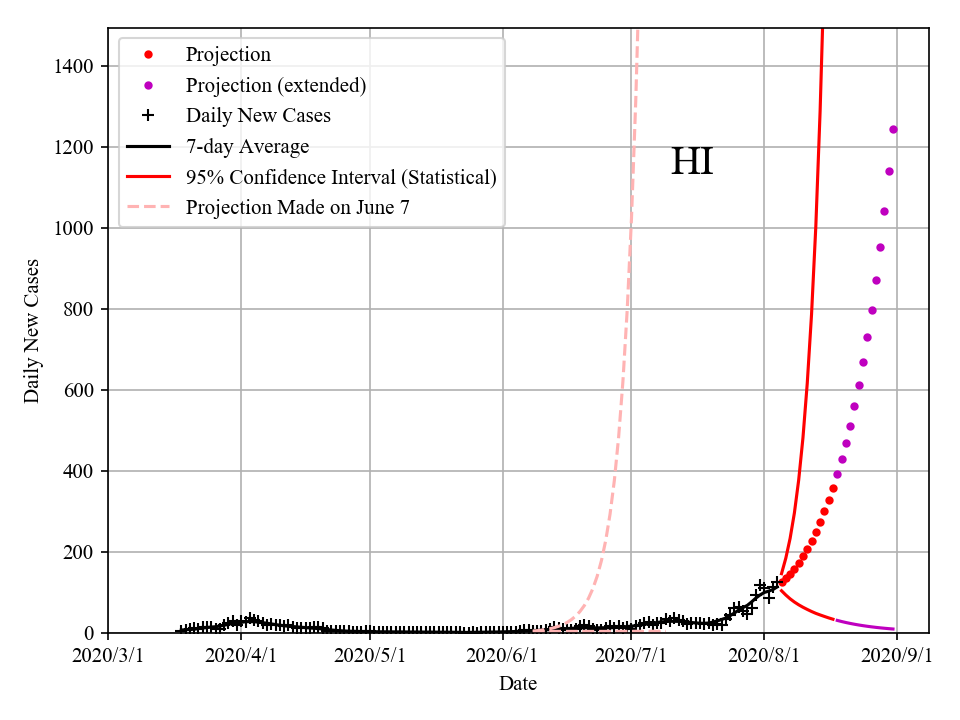 Projection
Projection (extended)
Daily New Cases
7-day Average
95% Confidence Interval (Statistical)
Projection Made on June 7
HI
1400
1200
1000
800
600
400
200
0
Daily New Cases
2020/3/1 2020/4/1 2020/5/1 2020/6/1 2020/7/1 2020/8/1 2020/9/1
Date